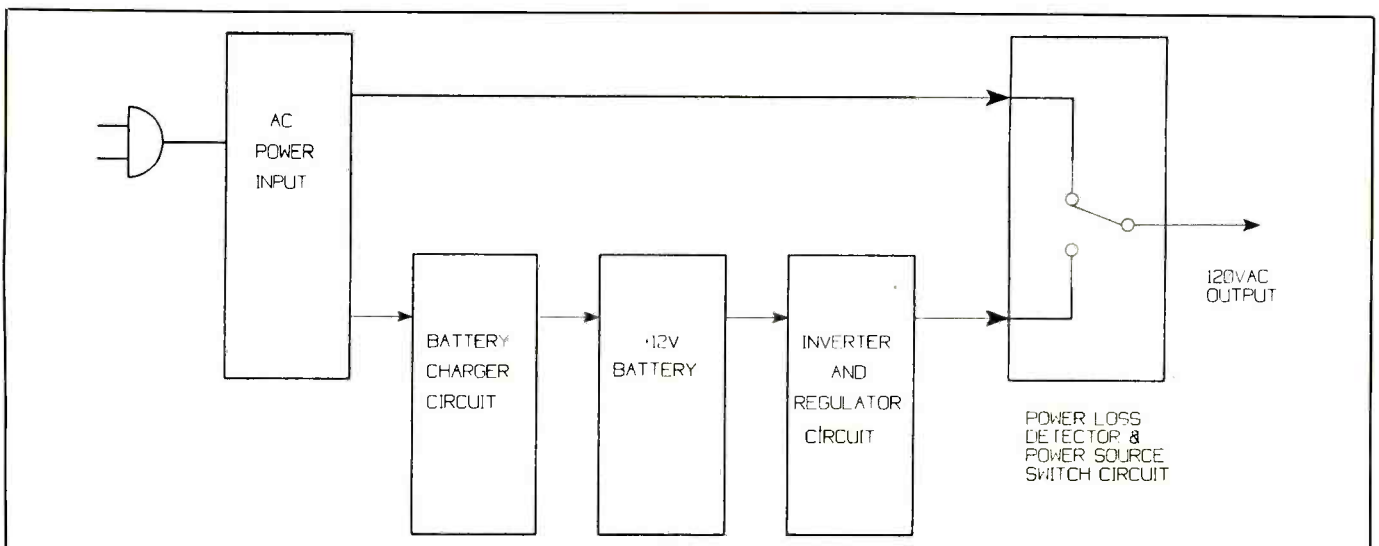 AC
POWER
INPUT
BATTERY
CHARGER
CIRCUIT
+12V
BATTERY
INVERTER
AND
REGULATOR
CIRCUIT
120VAC
OUTPUT
POWER LOSS
DETECTOR &
POWER SOURCE
SWITCH CIRCUIT